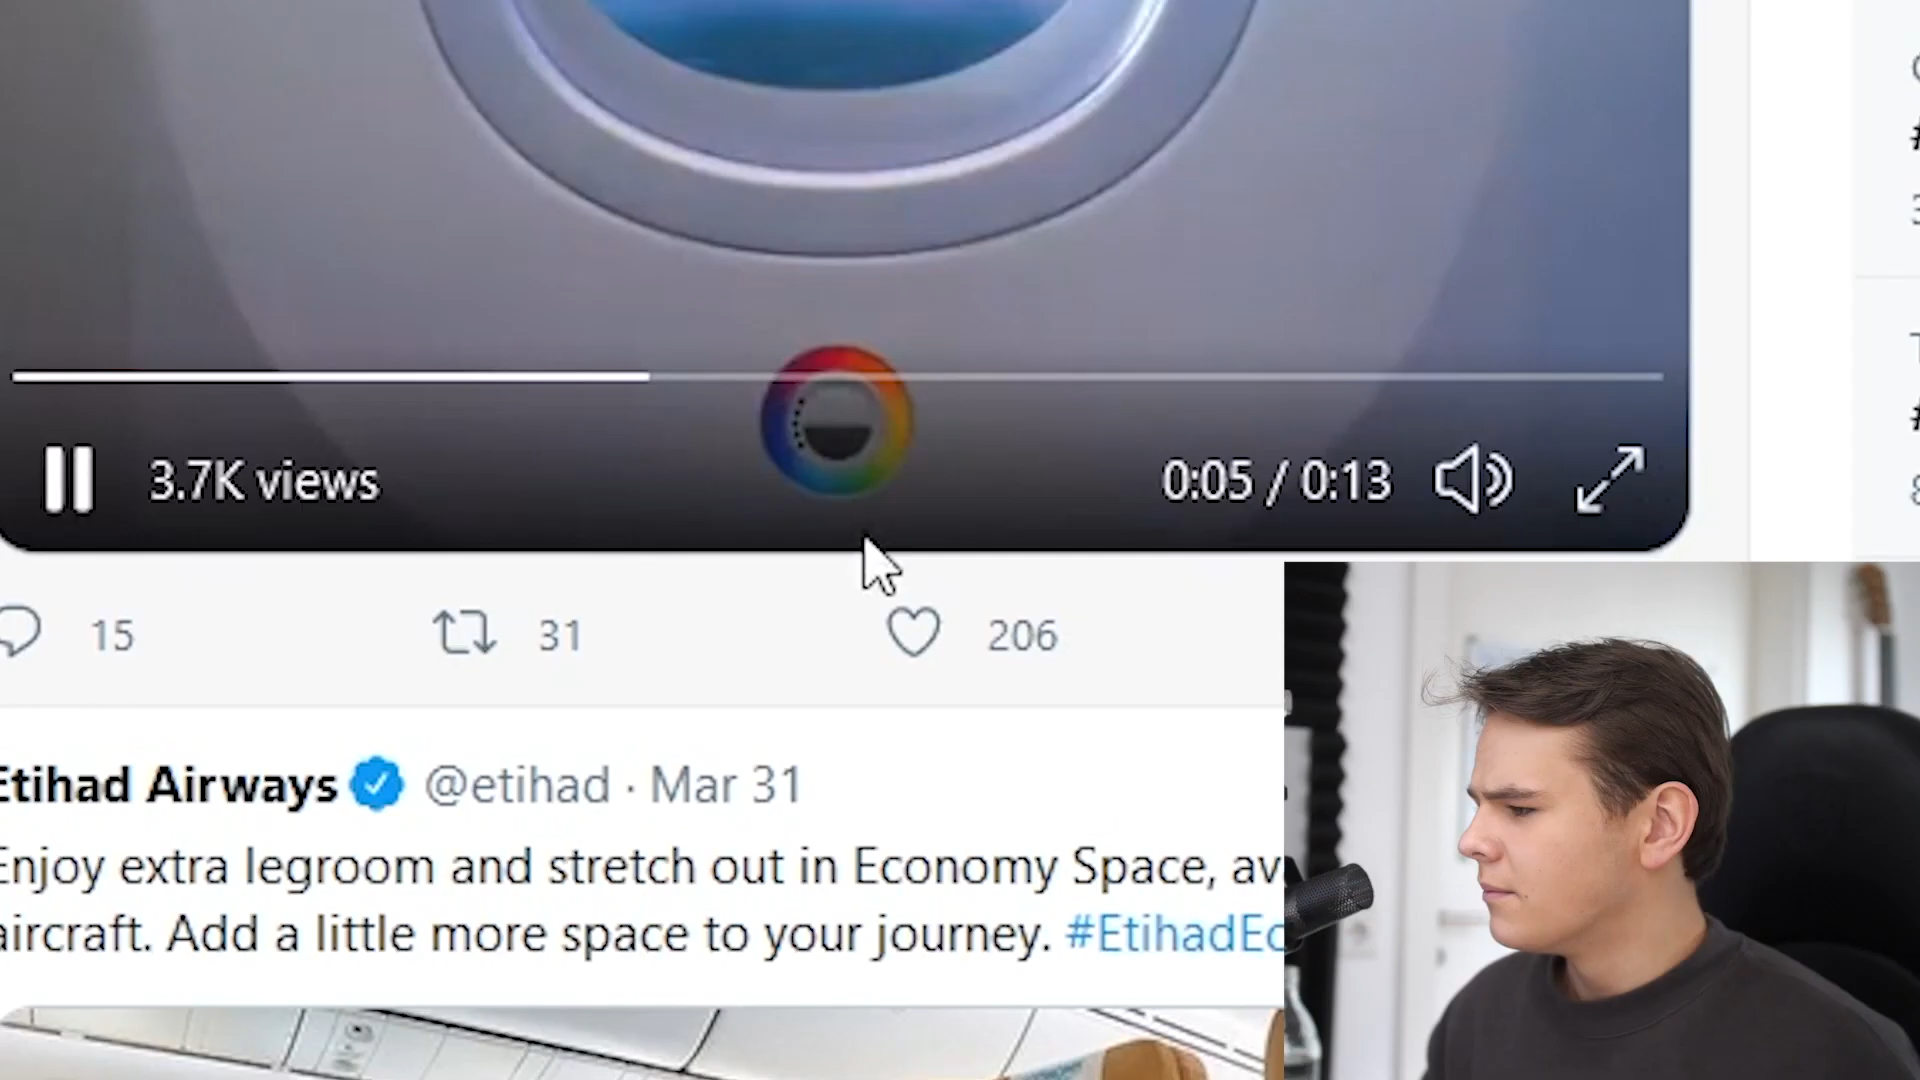 3.7K views
0:05 / 0:13
15
31
206
Etihad Airways @etihad · Mar 31
Enjoy extra legroom and stretch out in Economy Space, av
aircraft. Add a little more space to your journey. #EtihadEc